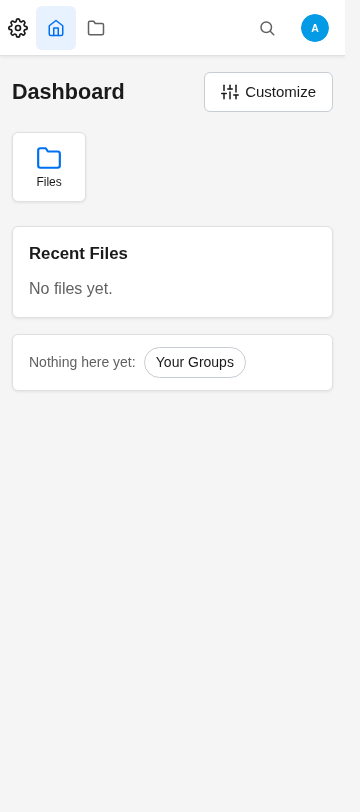 A
Dashboard
Customize
Files
Recent Files
No files yet.
Nothing here yet: Your Groups